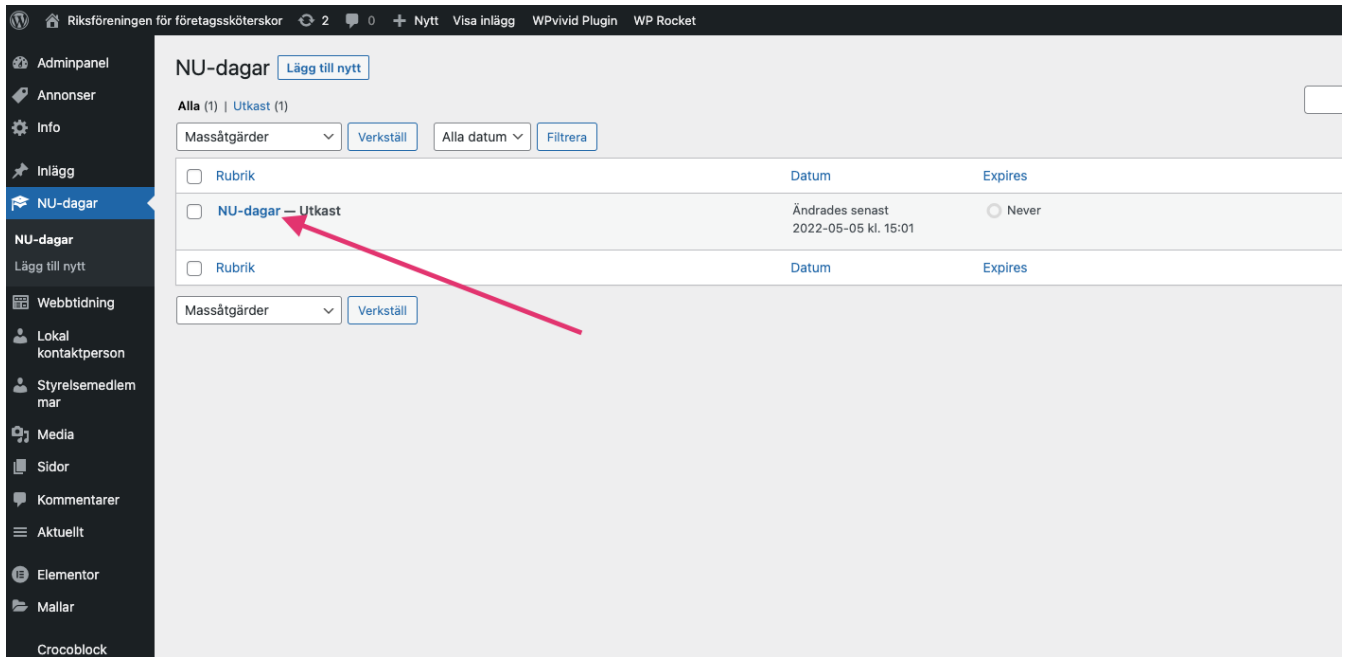 Riksföreningen för företagssköterskor 2 0 Nytt Visa inlägg WPvivid Plugin WP Rocket
Adminpanel
Annonser
Info
Inlägg
NU-dagar
NU-dagar
Lägg till nytt
Webbtidning
Lokal
kontaktperson
Styrelsemedlem
mar
Media
Sidor
Kommentarer
Aktuellt
Elementor
Mallar
Crocoblock
NU-dagar Lägg till nytt
Alla (1) | Utkast (1)
Massåtgärder Verkställ Alla datum Filtrera
Rubrik Datum Expires
NU-dagar — Utkast Ändrades senast Never
2022-05-05 kl. 15:01
Rubrik Datum Expires
Massåtgärder Verkställ